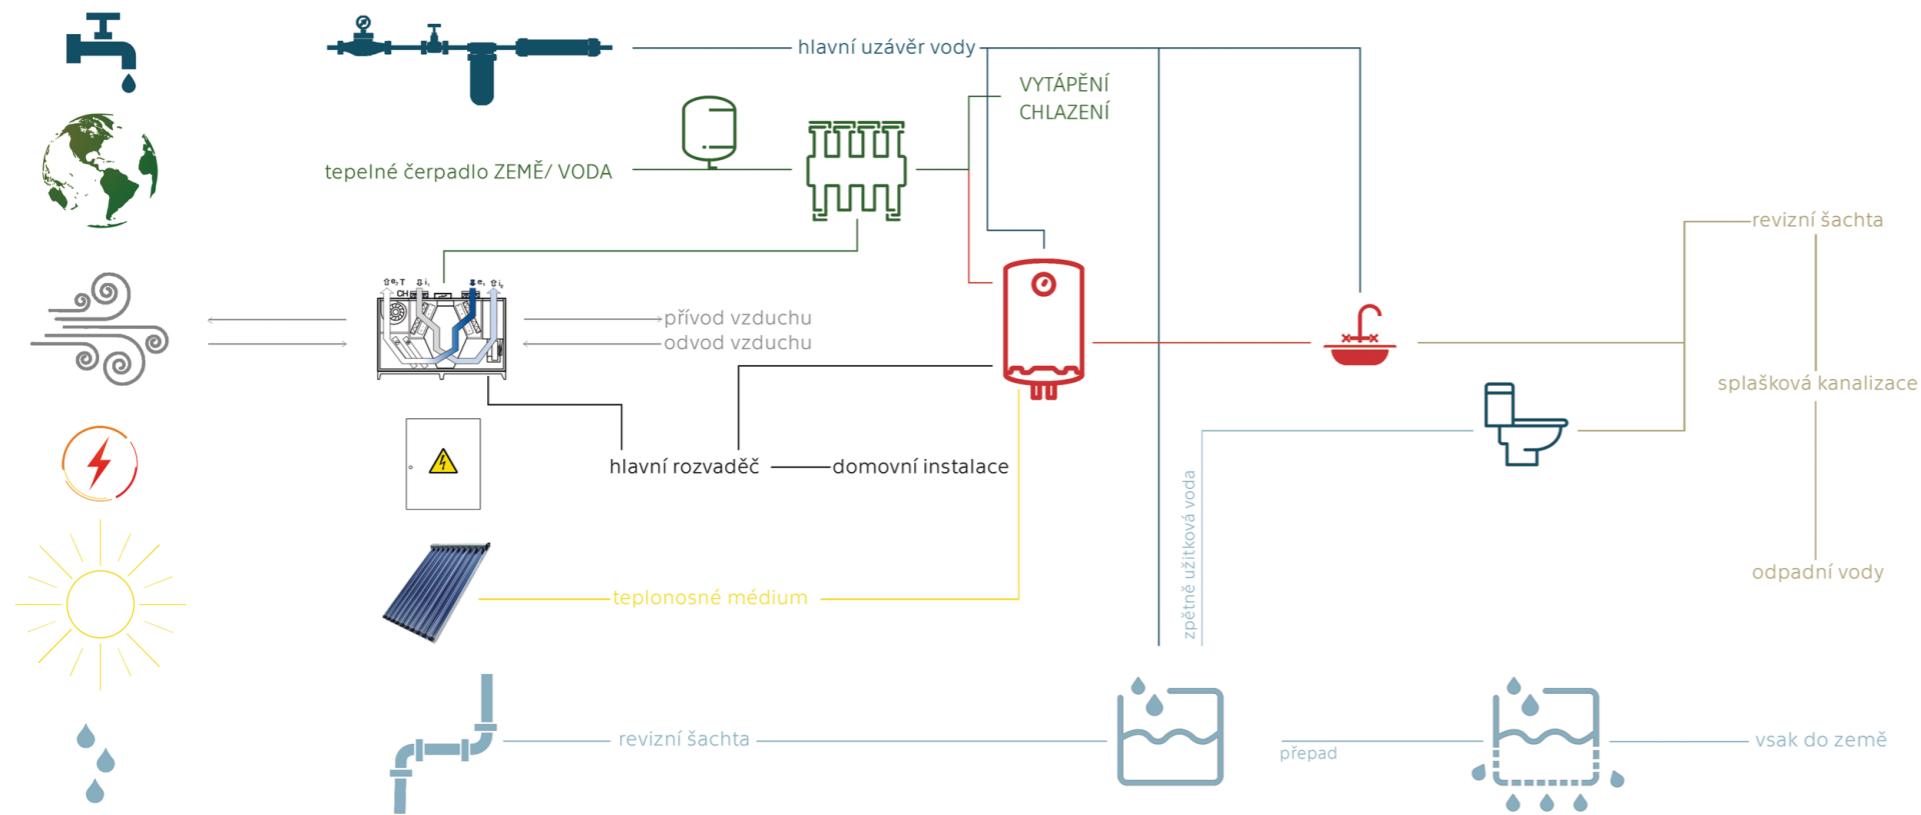 hlavní uzávěr vody
VYTÁPĚNÍ
CHLAZENÍ
tepelné čerpadlo ZEMĚ/ VODA
revizní šachta
CH
přívod vzduchu
odvod vzduchu
splašková kanalizace
hlavní rozvaděč
domovní instalace
zpětně užitková voda
odpadní vody
teplonosné médium
revizní šachta
přepad
vsak do země